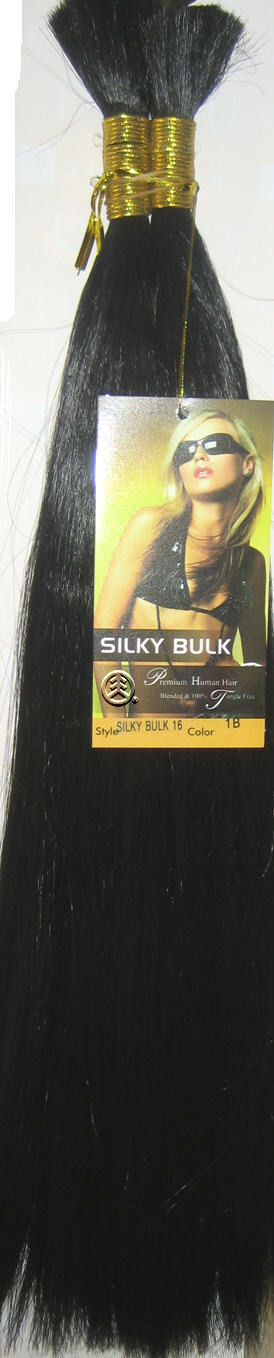 SILKY BULK
Premium Human Hair
Blended & 100% Tangle Free
®
Style SILKY BULK 16 Color 1B